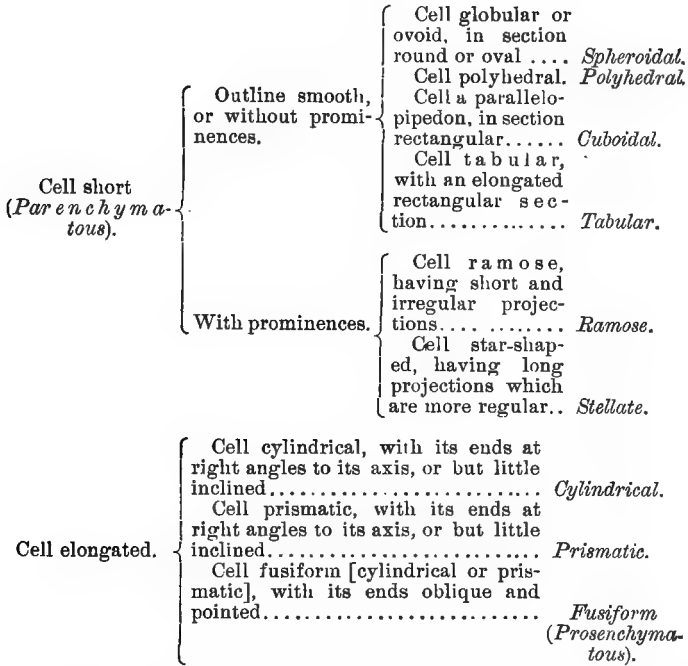 Cell globular or
ovoid, in section
round or oval .... Spheroidal.
Cell polyhedral. Polyhedral.
Cell a parallelo-
pipedon, in section
rectangular...... Cuboidal.
Cell tabular,
with an elongated
rectangular sec-
tion.............. Tabular.
Outline smooth,
or without promi-
nences.
Cell short
(Parenchyma-
tous).
With prominences.
Cell ramose,
having short and
irregular projec-
tions.... ........ Ramose.
Cell star-shap-
ed, having long
projections which
are more regular.. Stellate.
Cell elongated.
Cell cylindrical, with its ends at
right angles to its axis, or but little
inclined........................... Cylindrical.
Cell prismatic, with its ends at
right angles to its axis, or but little
inclined........................... Prismatic.
Cell fusiform [cylindrical or pris-
matic], with its ends oblique and
pointed............................ Fusiform
(Prosenchyma-
tous).